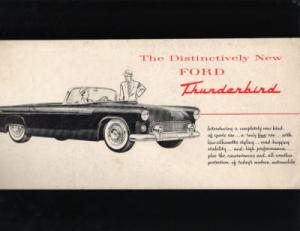 The Distinctively New
FORD
Thunderbird
Introducing a completely new kind
of sports car... a truly fine car... with
low-silhouette styling... road hugging
stability... and high performance...
plus the conveniences and all-weather
protection of today's modern automobile